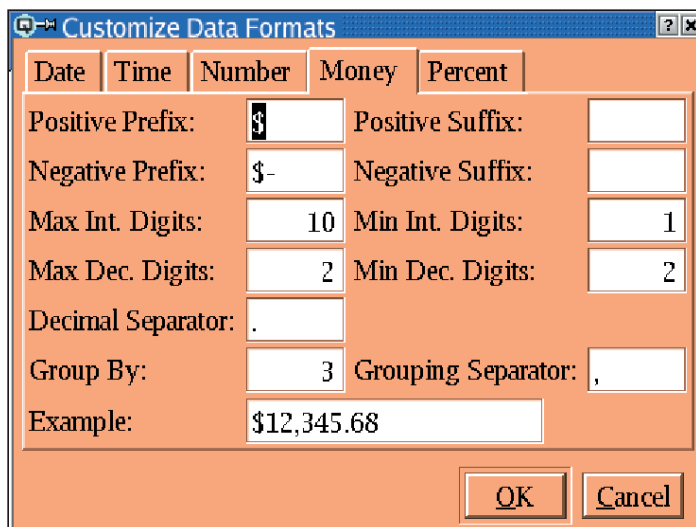 Customize Data Formats
Date Time Number Money Percent
Positive Prefix: $ Positive Suffix:
Negative Prefix: $- Negative Suffix:
Max Int. Digits: 10 Min Int. Digits: 1
Max Dec. Digits: 2 Min Dec. Digits: 2
Decimal Separator: .
Group By: 3 Grouping Separator: ,
Example: $12,345.68
OK Cancel